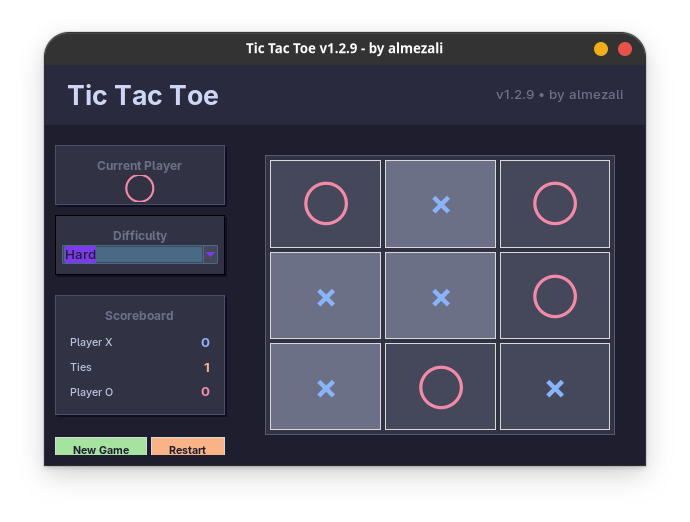 Tic Tac Toe v1.2.9 - by almezali
Tic Tac Toe
v1.2.9 • by almezali
Current Player
Difficulty
Hard
Scoreboard
Player X 0
Ties 1
Player O 0
New Game Restart